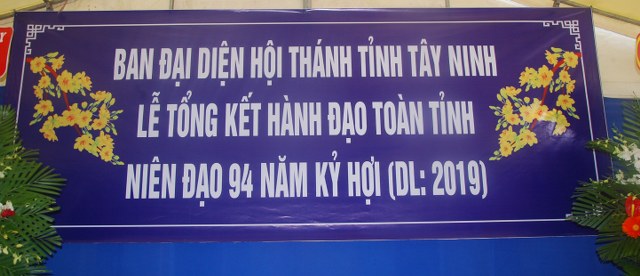 BAN ĐẠI DIỆN HỘI THÁNH TỈNH TÂY NINH
LỄ TỔNG KẾT HÀNH ĐẠO TOÀN TỈNH
NIÊN ĐẠO 94 NĂM KỶ HỢI (DL: 2019)